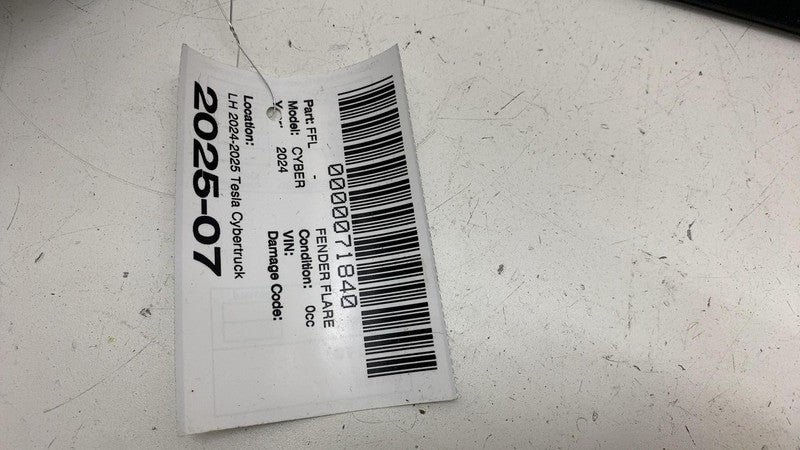 0000071840
Part: FFL - FENDER FLARE
Model: CYBER Condition: 0cc
Year: 2024 VIN:
Damage Code:
Location:
LH 2024-2025 Tesla Cybertruck
2025-07